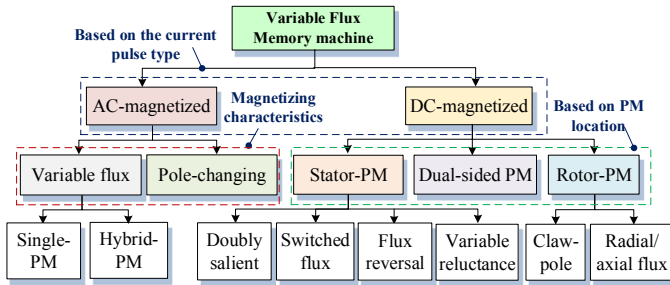 Variable Flux
Memory machine
Based on the current
pulse type
AC-magnetized
Magnetizing
characteristics
DC-magnetized
Based on PM
location
Variable flux
Pole-changing
Stator-PM
Dual-sided PM
Rotor-PM
Single-
PM
Hybrid-
PM
Doubly
salient
Switched
flux
Flux
reversal
Variable
reluctance
Claw-
pole
Radial/
axial flux